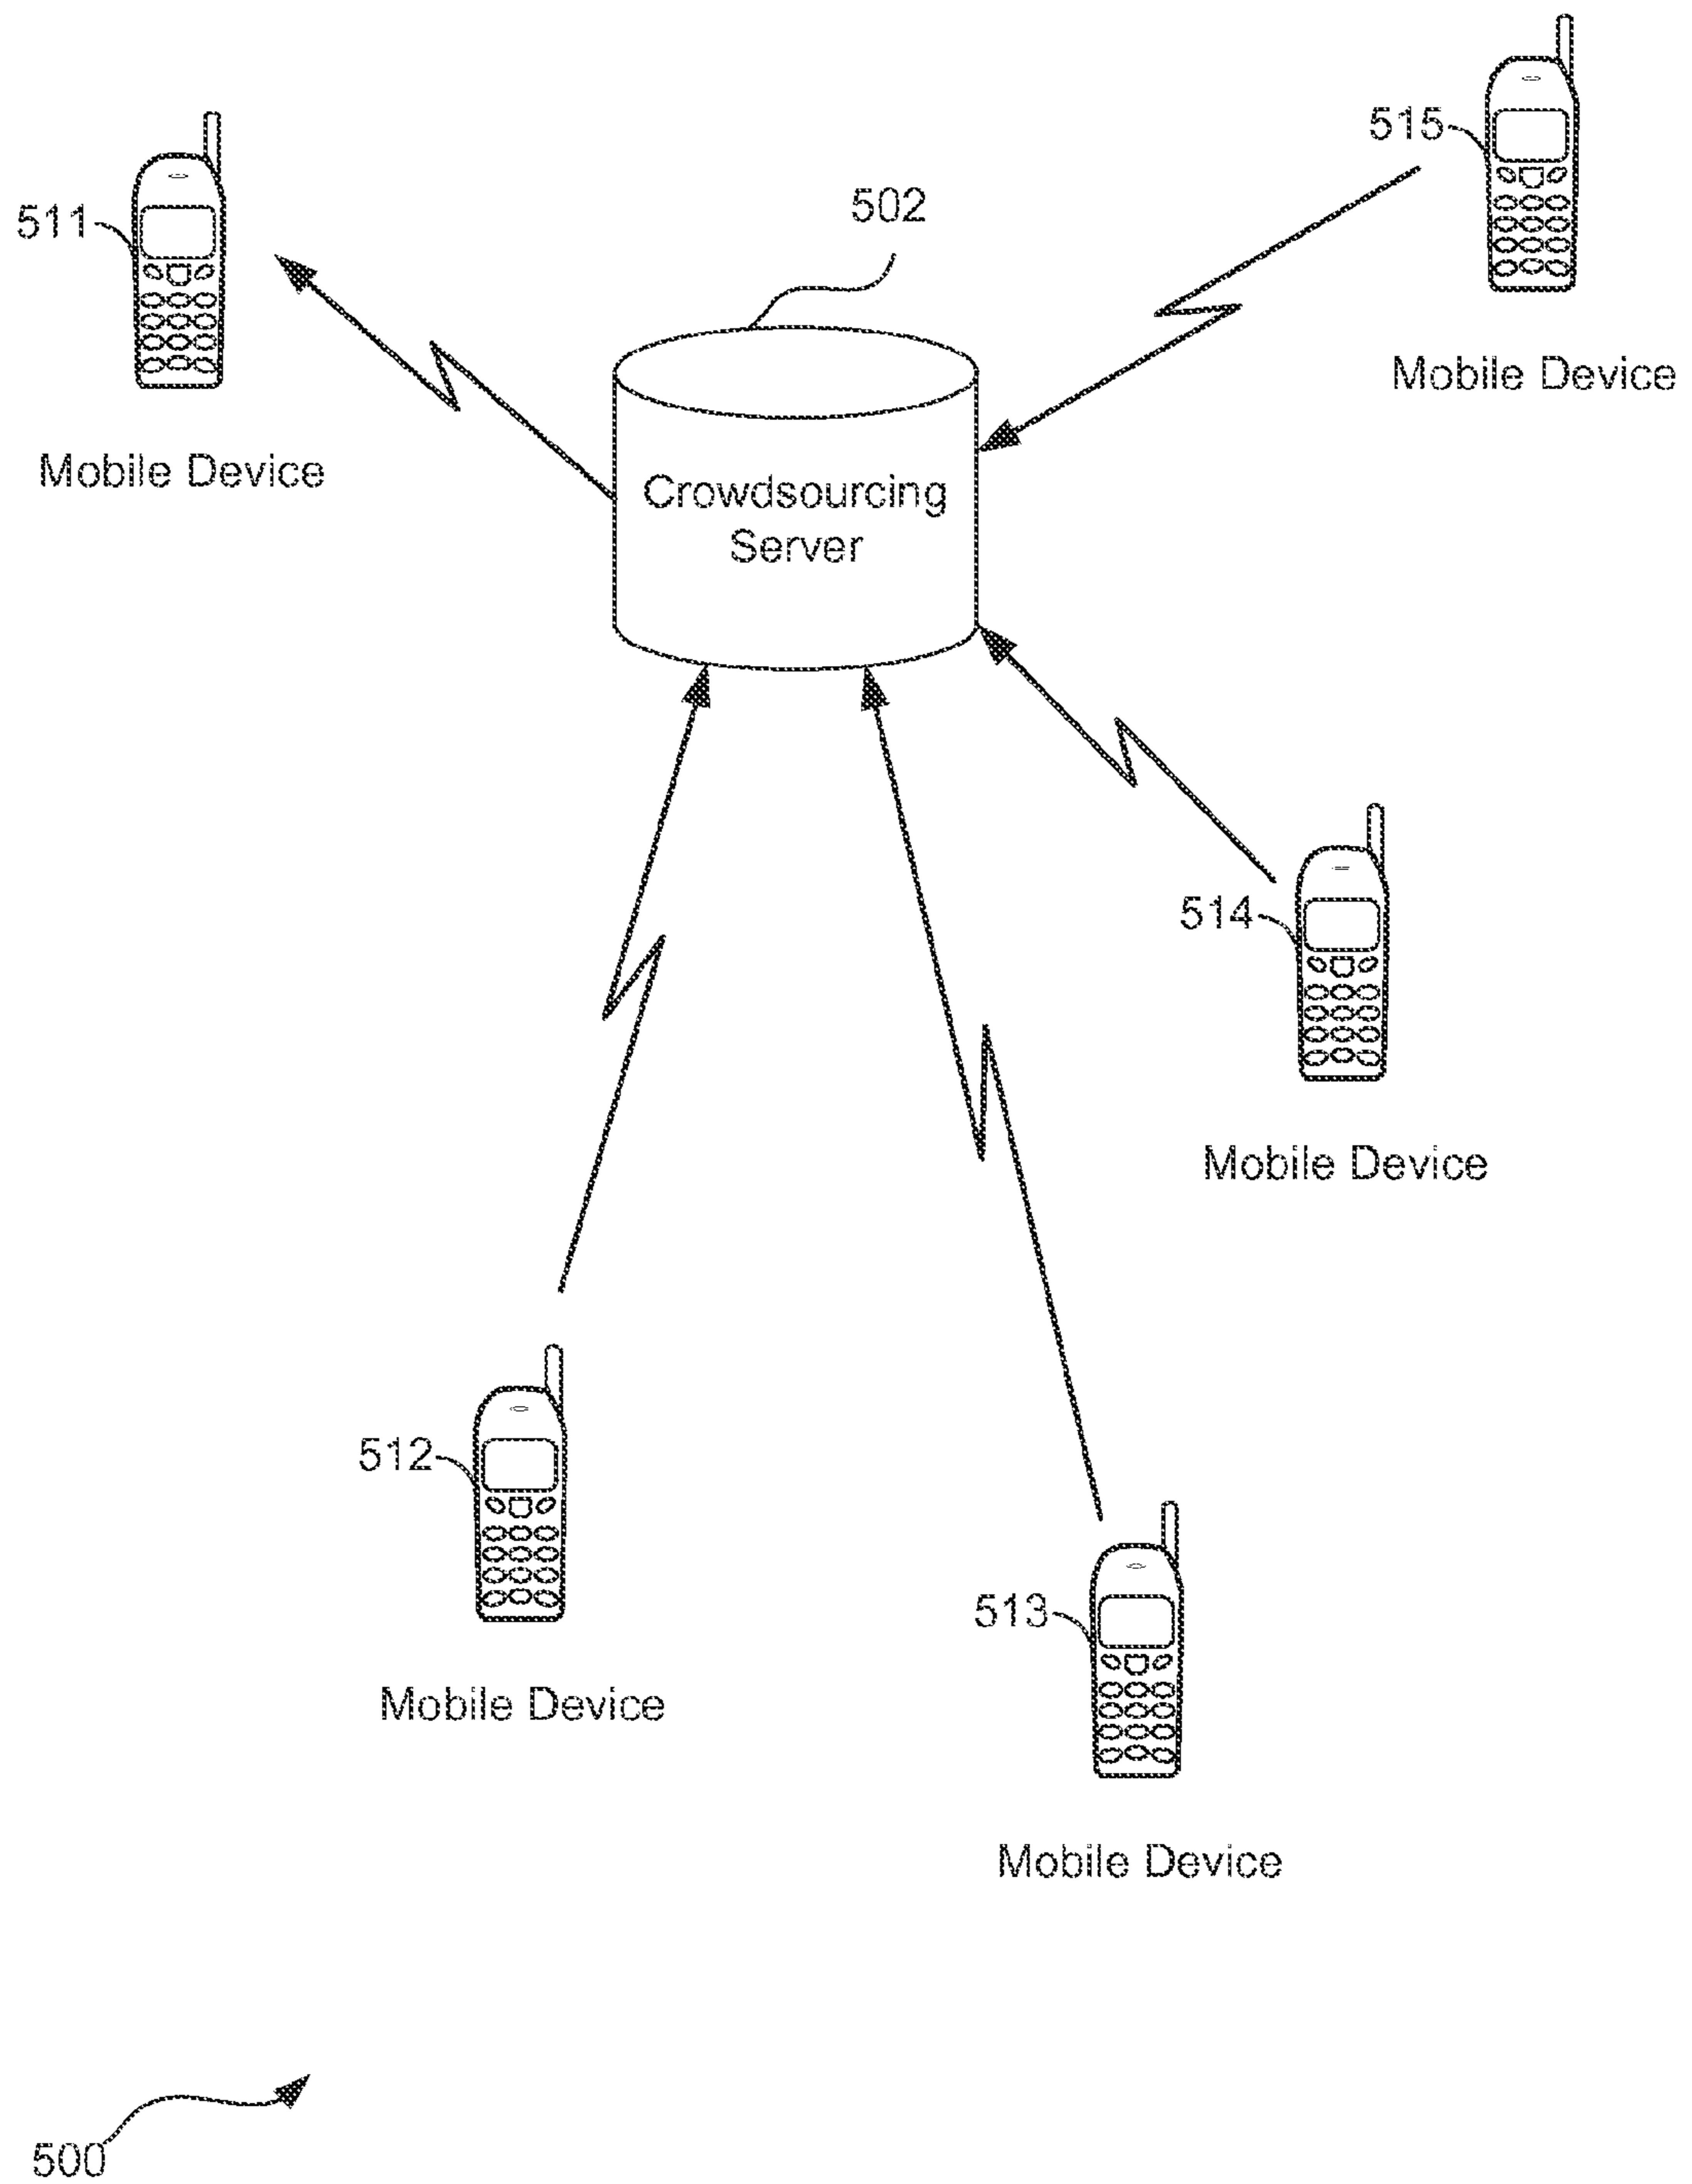 515
502
511
Mobile Device
Mobile Device
Crowdsourcing
Server
514
Mobile Device
512
513
Mobile Device
Mobile Device
500